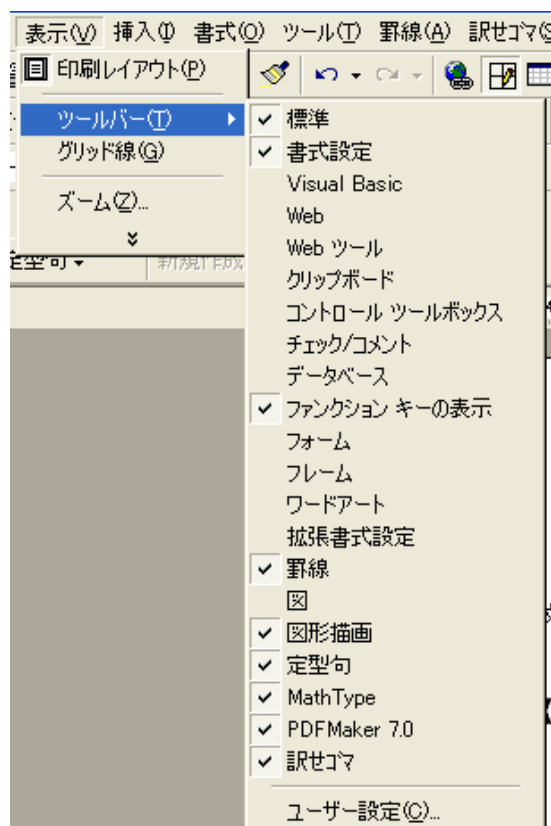 表示(V) 挿入(I) 書式(O) ツール(T) 罫線(A) 訳せゴマ(S
印刷レイアウト(P)
ツールバー(T)
グリッド線(G)
ズーム(Z)...
定型句
新規作成
標準
書式設定
Visual Basic
Web
Web ツール
クリップボード
コントロール ツールボックス
チェック/コメント
データベース
ファンクション キーの表示
フォーム
フレーム
ワードアート
拡張書式設定
罫線
図
図形描画
定型句
MathType
PDFMaker 7.0
訳せゴマ
ユーザー設定(C)...